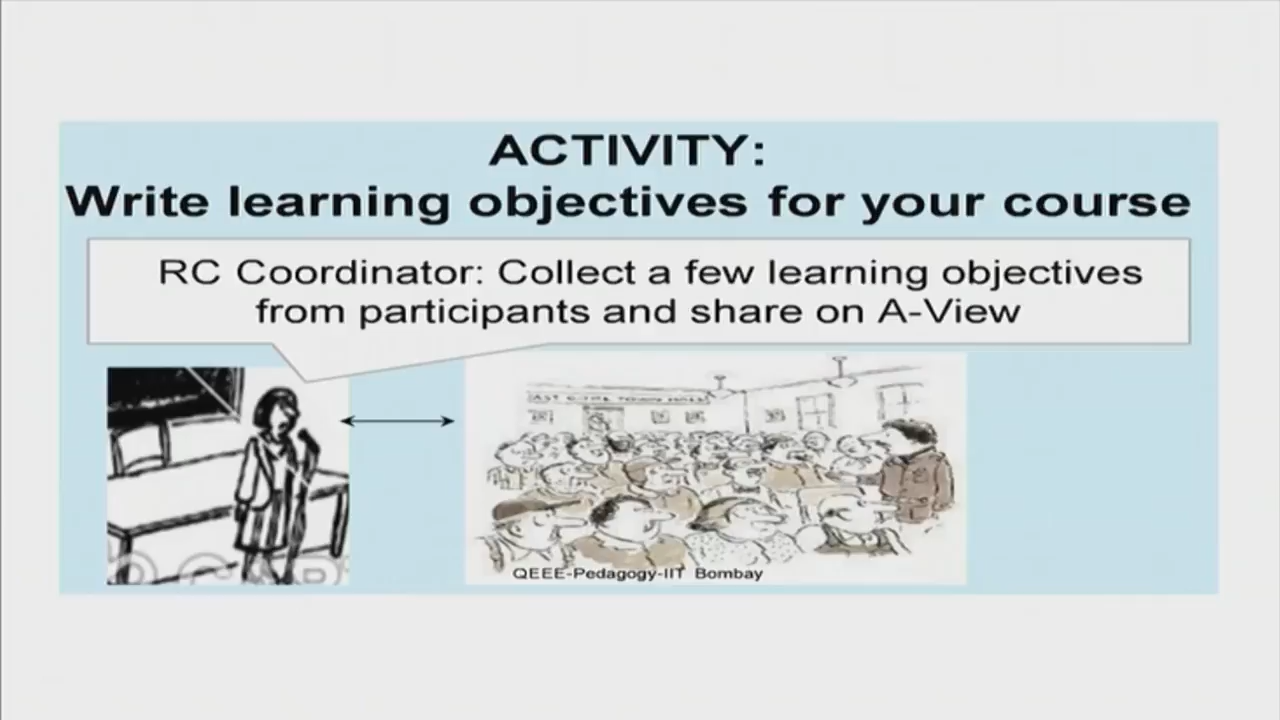 ACTIVITY:
Write learning objectives for your course
RC Coordinator: Collect a few learning objectives
from participants and share on A-View
QEEE-Pedagogy-IIT Bombay